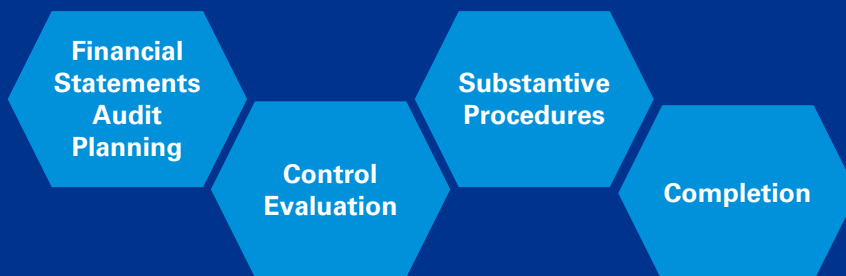 Financial
Statements
Audit
Planning
Control
Evaluation
Substantive
Procedures
Completion